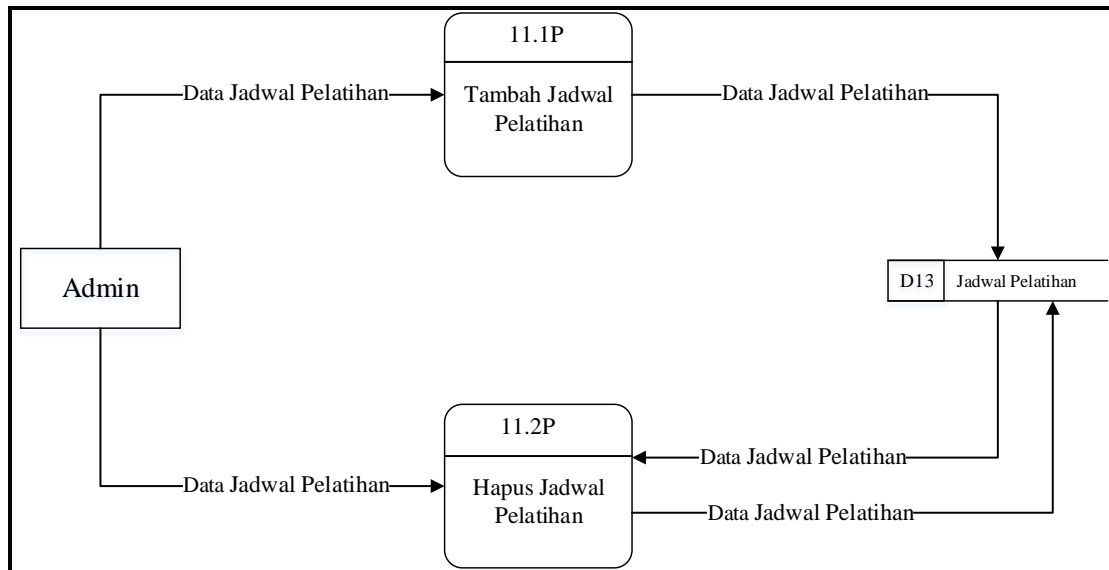 11.1P
Data Jadwal Pelatihan
Tambah Jadwal
Pelatihan
Data Jadwal Pelatihan
Admin
D13
Jadwal Pelatihan
11.2P
Data Jadwal Pelatihan
Data Jadwal Pelatihan
Hapus Jadwal
Pelatihan
Data Jadwal Pelatihan